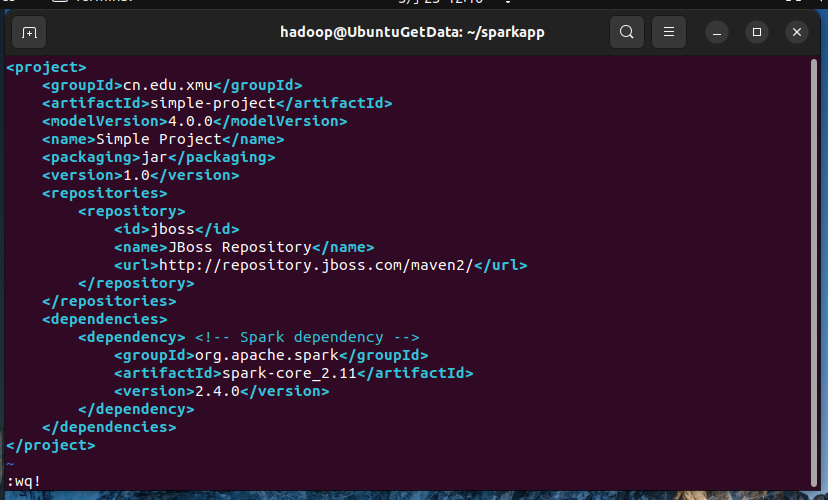 hadoop@UbuntuGetData: ~/sparkapp
<project>
    <groupId>cn.edu.xmu</groupId>
    <artifactId>simple-project</artifactId>
    <modelVersion>4.0.0</modelVersion>
    <name>Simple Project</name>
    <packaging>jar</packaging>
    <version>1.0</version>
    <repositories>
        <repository>
            <id>jboss</id>
            <name>JBoss Repository</name>
            <url>http://repository.jboss.com/maven2/</url>
        </repository>
    </repositories>
    <dependencies>
        <dependency> <!-- Spark dependency -->
            <groupId>org.apache.spark</groupId>
            <artifactId>spark-core_2.11</artifactId>
            <version>2.4.0</version>
        </dependency>
    </dependencies>
</project>
~
:wq!